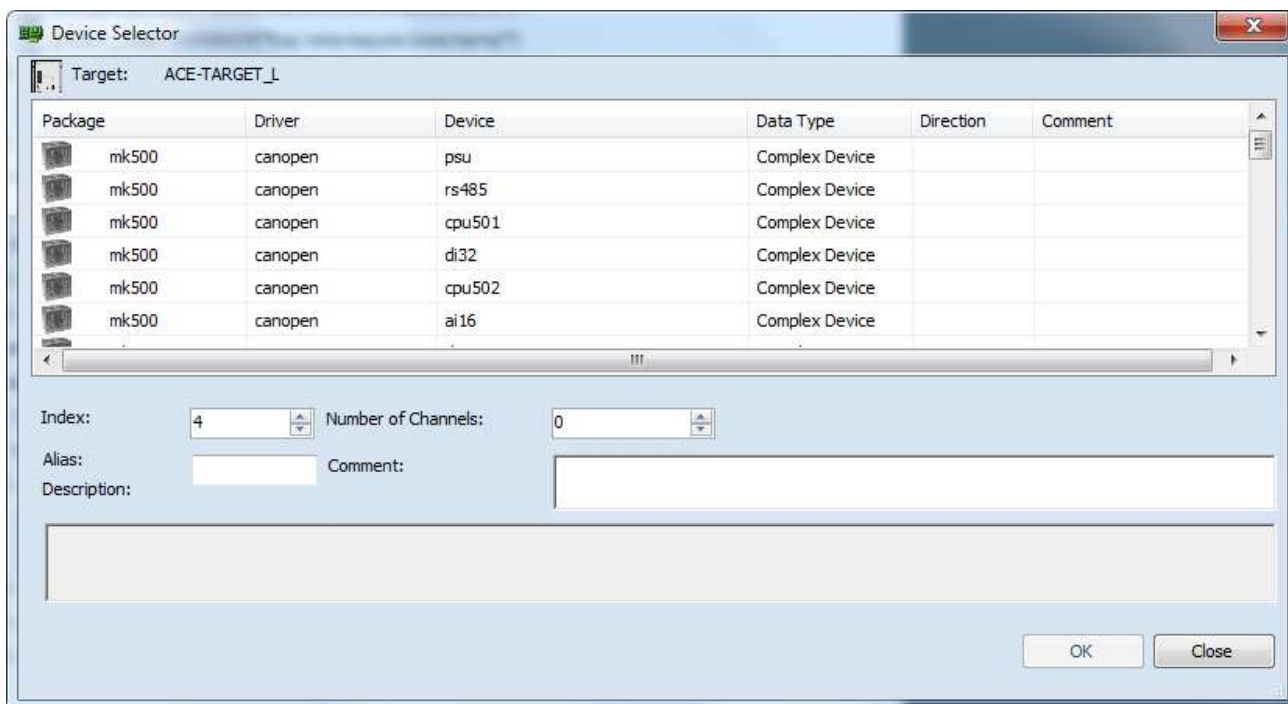 Device Selector
Target: ACE-TARGET_L
Package Driver Device Data Type Direction Comment
mk500 canopen psu Complex Device
mk500 canopen rs485 Complex Device
mk500 canopen cpu501 Complex Device
mk500 canopen di32 Complex Device
mk500 canopen cpu502 Complex Device
mk500 canopen ai16 Complex Device
Index: 4 Number of Channels: 0
Alias: Comment:
Description:
OK Close